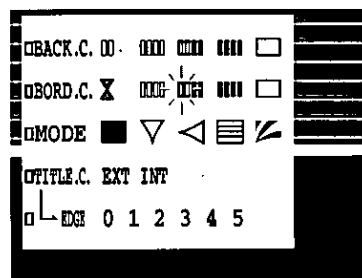 BACK.C.
BORD.C.
MODE
TITLE.C. EXT INT
EDGE 0 1 2 3 4 5